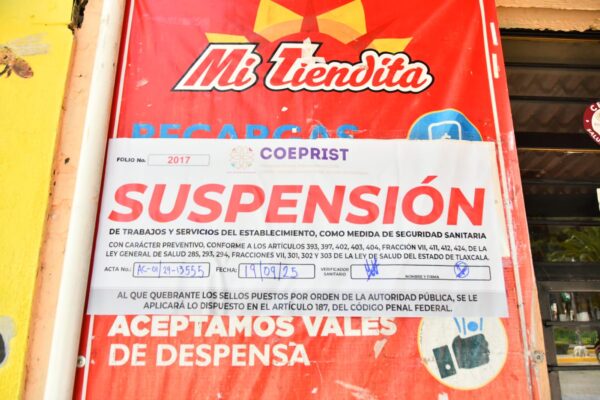 Mi Tiendita
RECARGAS
FOLIO No. 2017
COEPRIST
SUSPENSIÓN
DE TRABAJOS Y SERVICIOS DEL ESTABLECIMIENTO, COMO MEDIDA DE SEGURIDAD SANITARIA
CON CARÁCTER PREVENTIVO, CONFORME A LOS ARTÍCULOS 393, 397, 402, 403, 404, FRACCIÓN VII, 411, 412, 424, DE LA
LEY GENERAL DE SALUD 285, 293, 294, FRACCIONES VII, 301, 302 Y 303 DE LA LEY DE SALUD DEL ESTADO DE TLAXCALA.
ACTA No.: AC-01/29-13555 FECHA: 19/09/25 VERIFICADOR
SANITARIO
NOMBRE Y FIRMA
AL QUE QUEBRANTE LOS SELLOS PUESTOS POR ORDEN DE LA AUTORIDAD PÚBLICA, SE LE
APLICARÁ LO DISPUESTO EN EL ARTÍCULO 187, DEL CÓDIGO PENAL FEDERAL.
ACEPTAMOS VALES
DE DESPENSA